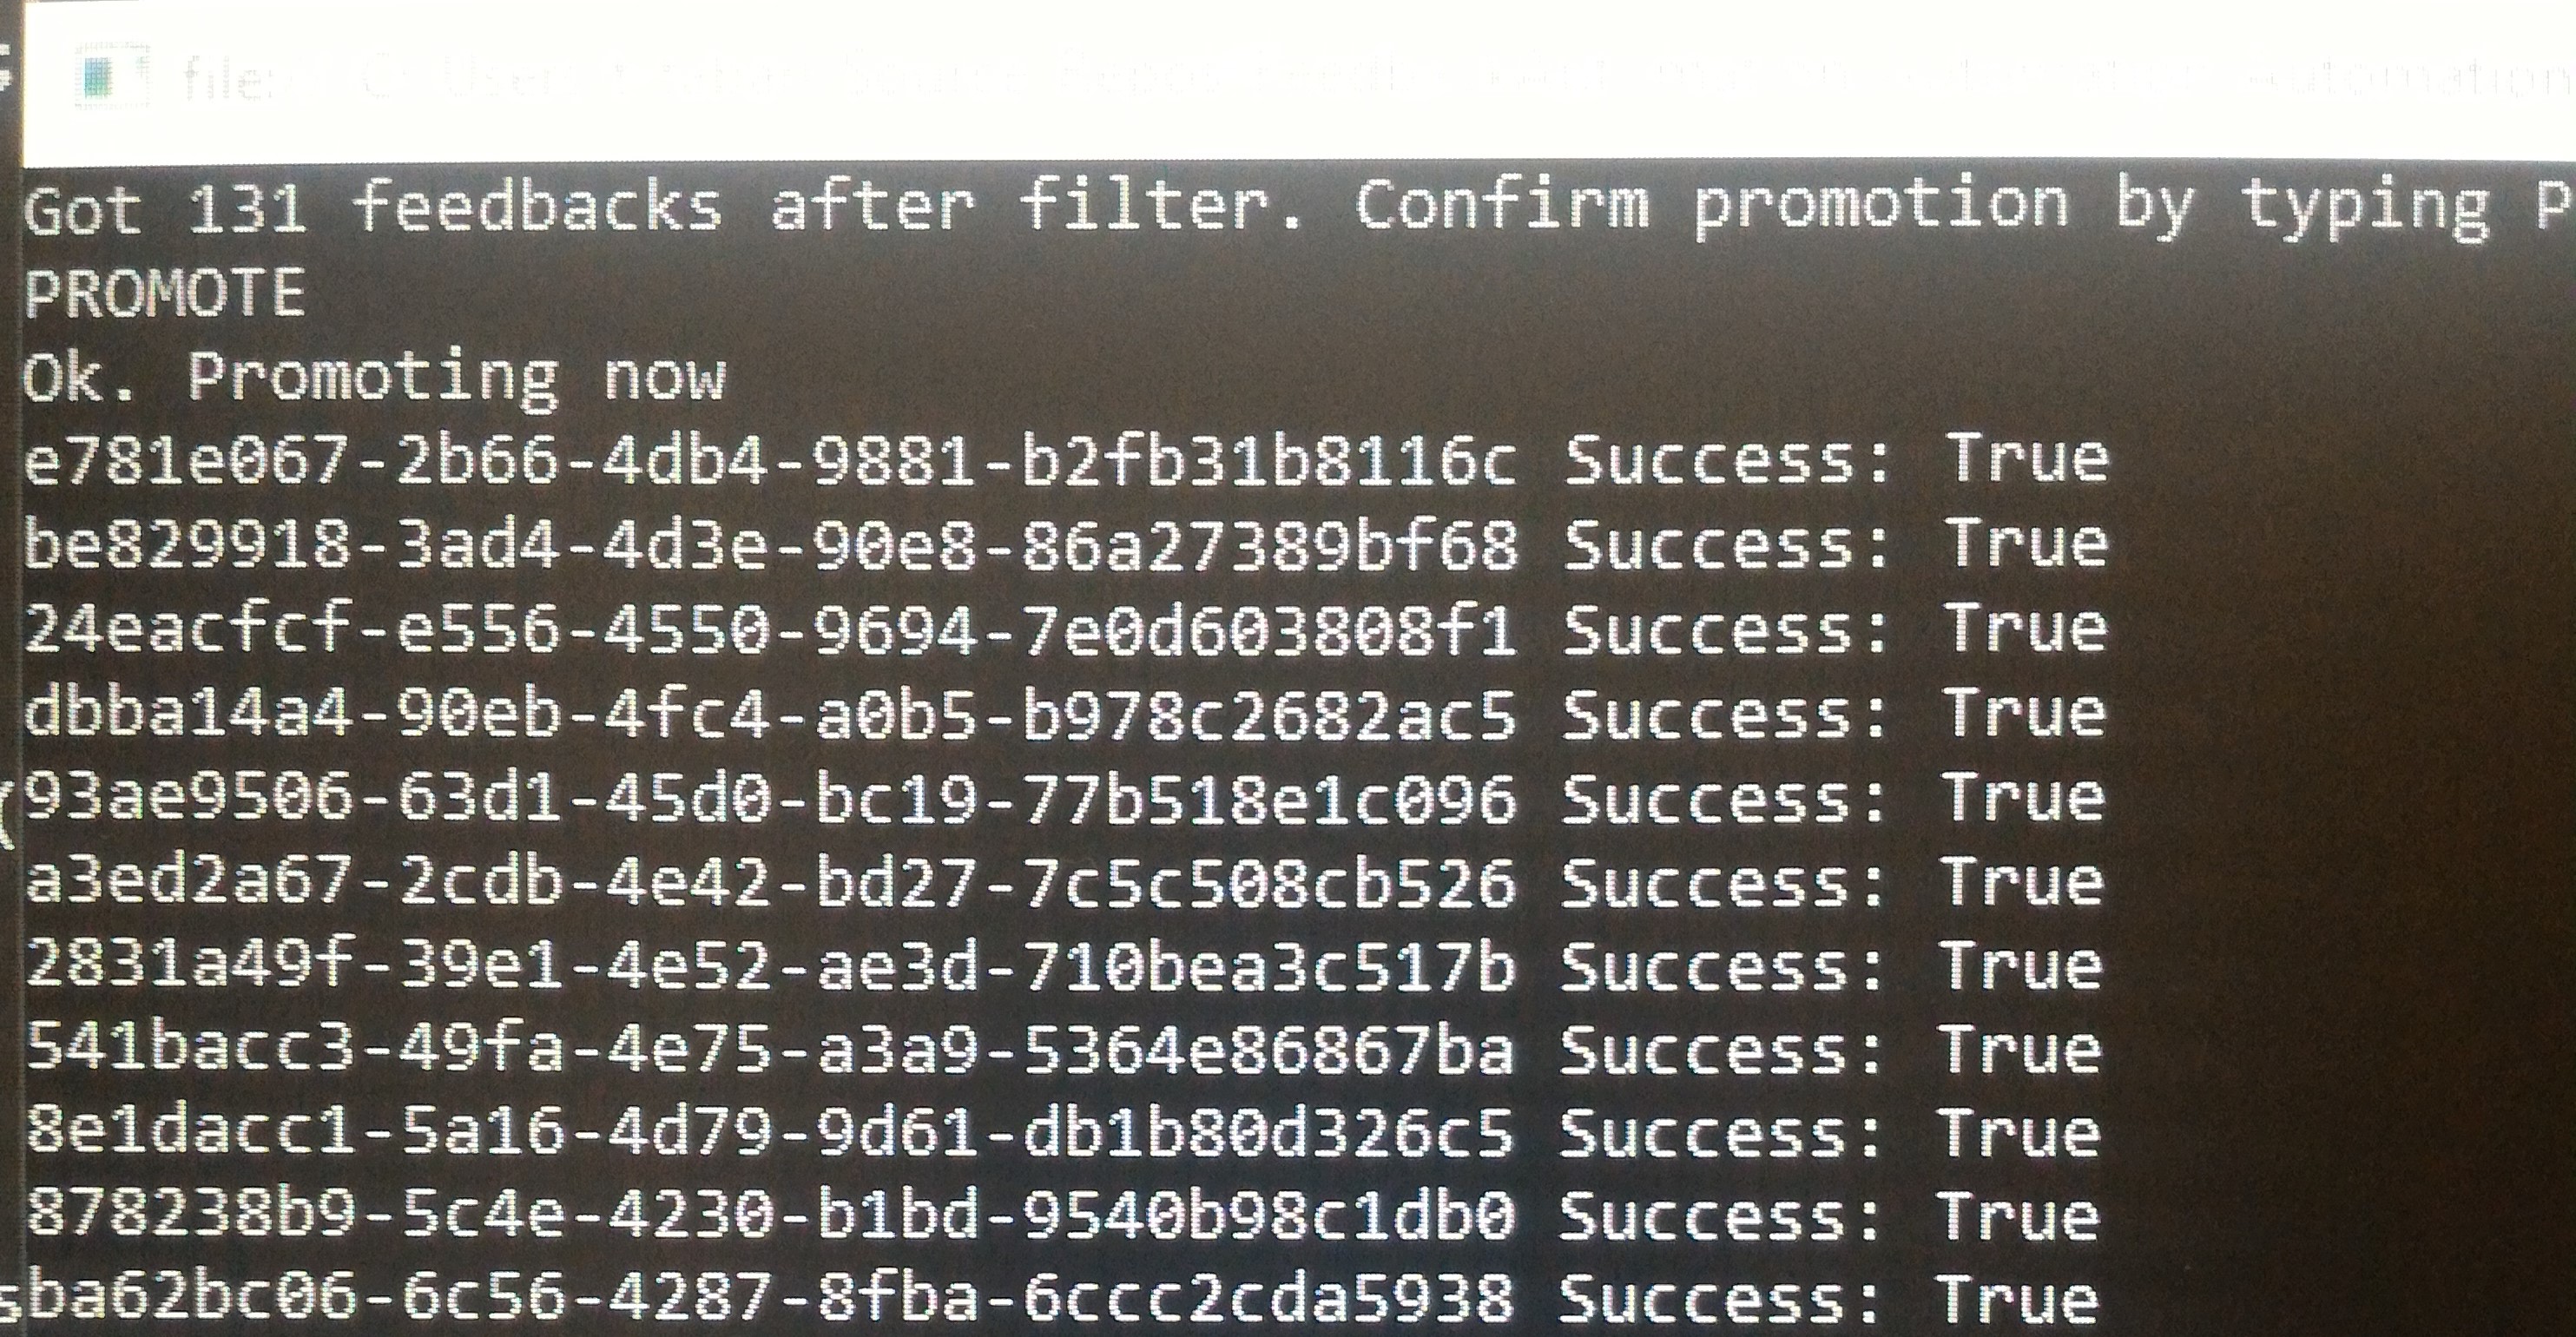 Got 131 feedbacks after filter. Confirm promotion by typing P
PROMOTE
Ok. Promoting now
e781e067-2b66-4db4-9881-b2fb31b8116c Success: True
be829918-3ad4-4d3e-90e8-86a27389bf68 Success: True
24eacfcf-e556-4550-9694-7e0d603808f1 Success: True
dbba14a4-90eb-4fc4-a0b5-b978c2682ac5 Success: True
93ae9506-63d1-45d0-bc19-77b518e1c096 Success: True
a3ed2a67-2cdb-4e42-bd27-7c5c508cb526 Success: True
2831a49f-39e1-4e52-ae3d-710bea3c517b Success: True
541bacc3-49fa-4e75-a3a9-5364e86867ba Success: True
8e1dacc1-5a16-4d79-9d61-db1b80d326c5 Success: True
878238b9-5c4e-4230-b1bd-9540b98c1db0 Success: True
ba62bc06-6c56-4287-8fba-6ccc2cda5938 Success: True